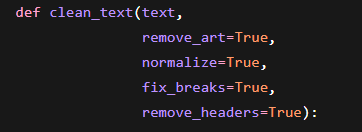 def clean_text(text,
remove_art=True,
normalize=True,
fix_breaks=True,
remove_headers=True):